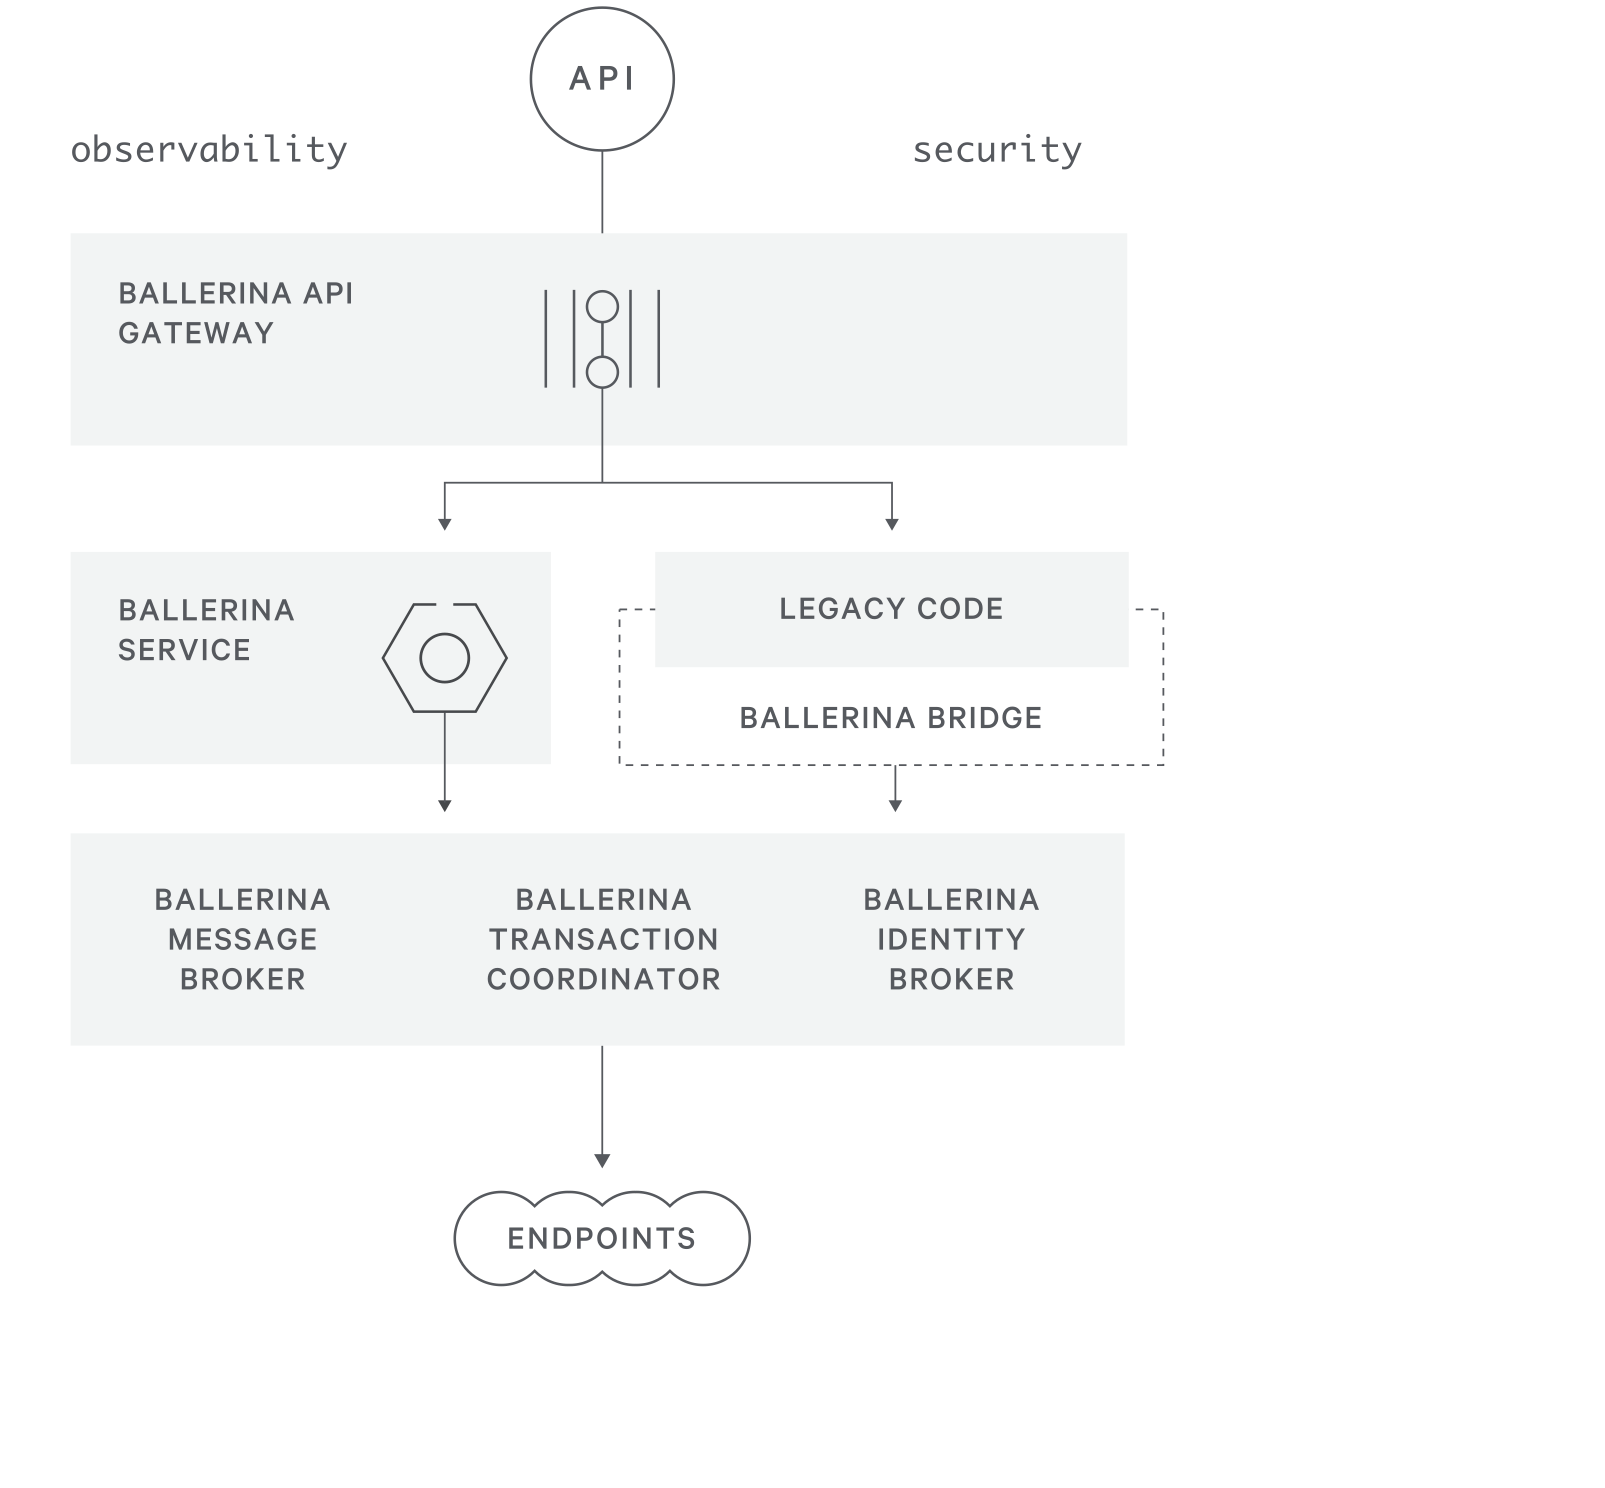 API
observability
security
BALLERINA API
GATEWAY
BALLERINA
SERVICE
LEGACY CODE
BALLERINA BRIDGE
BALLERINA
MESSAGE
BROKER
BALLERINA
TRANSACTION
COORDINATOR
BALLERINA
IDENTITY
BROKER
ENDPOINTS